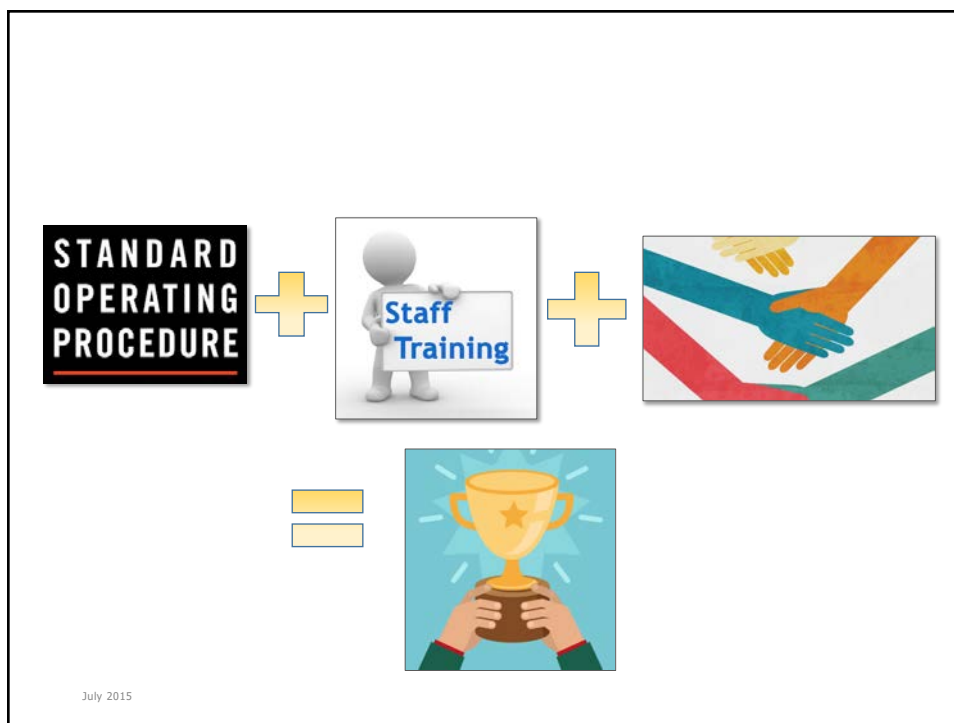 STANDARD
OPERATING
PROCEDURE
Staff
Training
July 2015